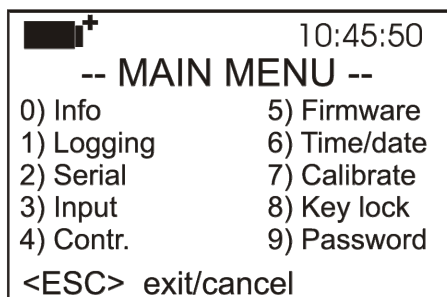 10:45:50
-- MAIN MENU --
0) Info 5) Firmware
1) Logging 6) Time/date
2) Serial 7) Calibrate
3) Input 8) Key lock
4) Contr. 9) Password
<ESC> exit/cancel